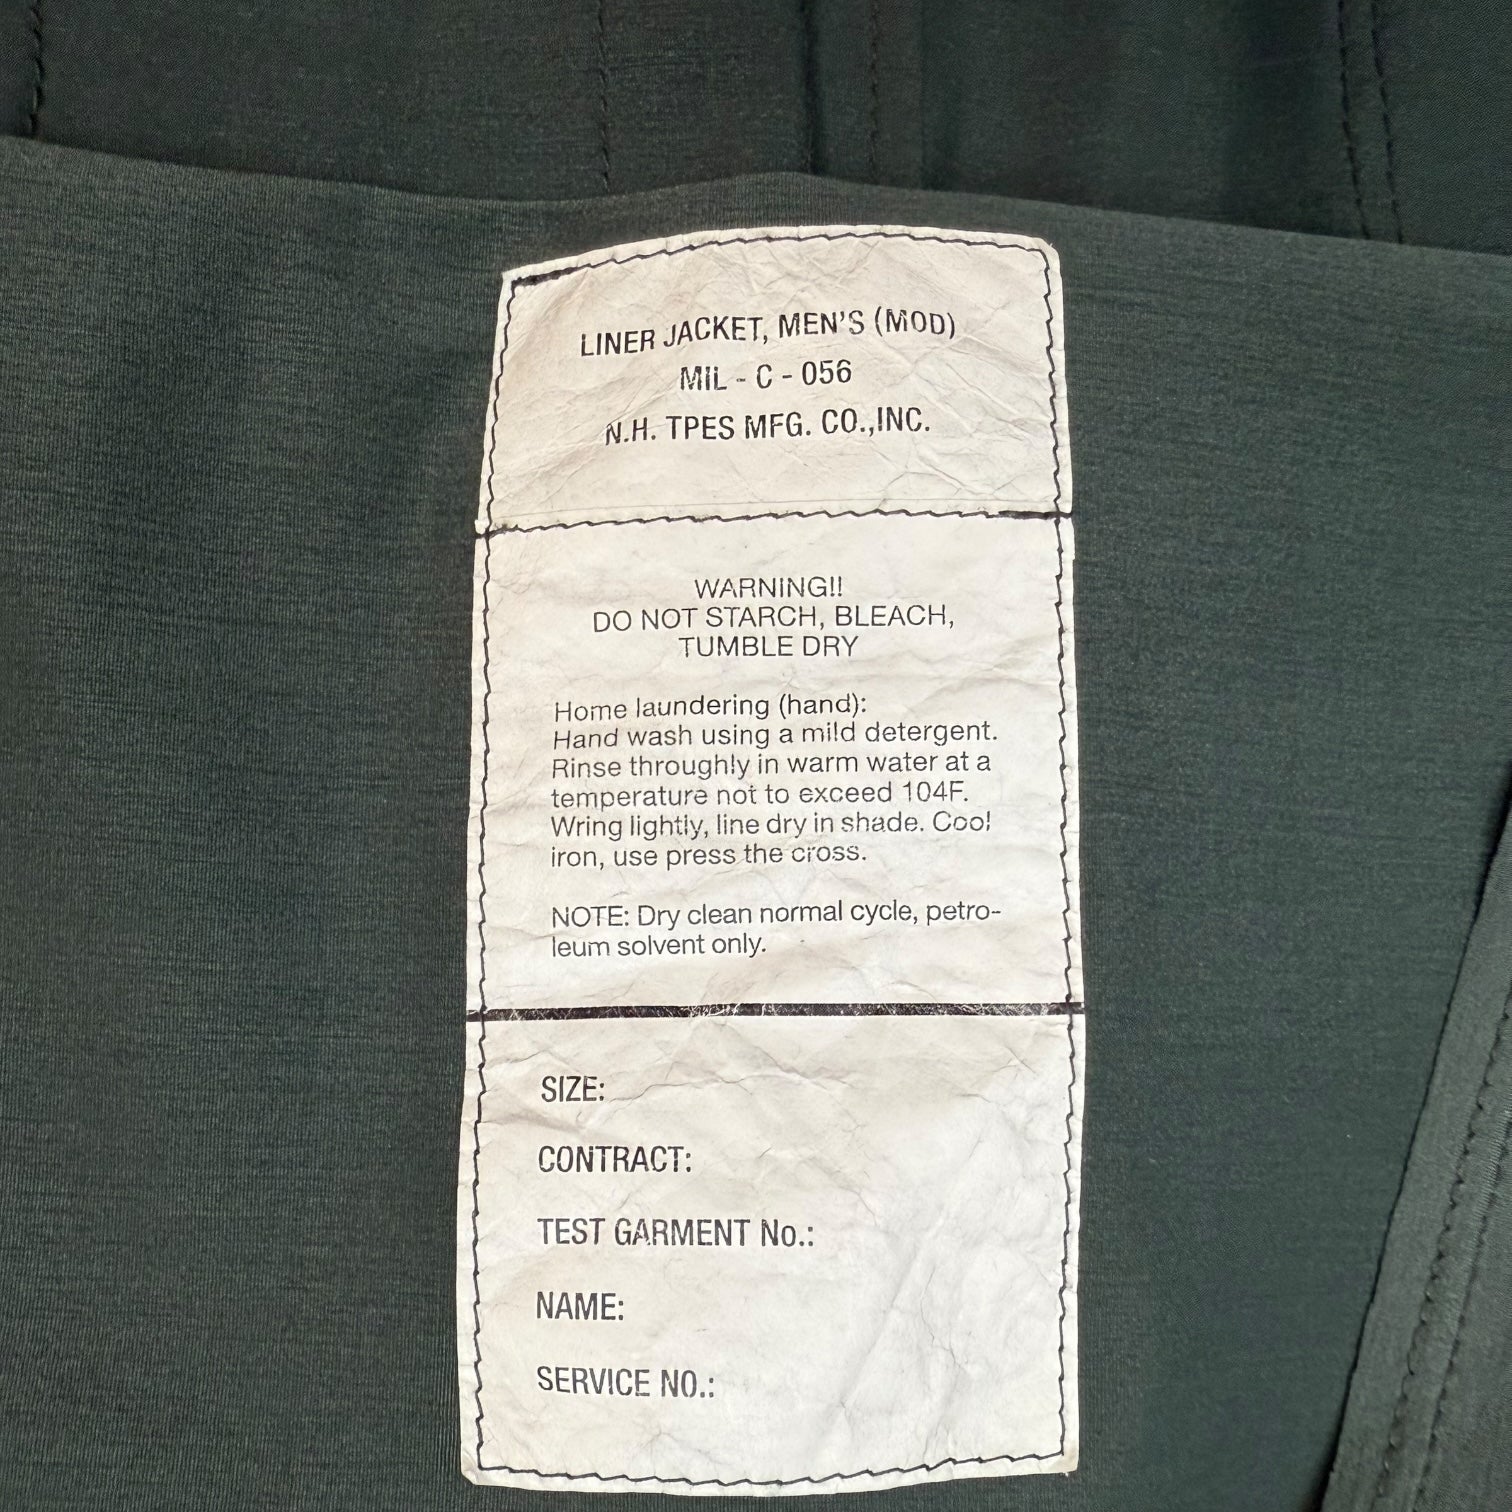 LINER JACKET, MEN'S (MOD)
MIL - C - 056
N.H. TPES MFG. CO.,INC.
WARNING!!
DO NOT STARCH, BLEACH,
TUMBLE DRY
Home laundering (hand):
Hand wash using a mild detergent.
Rinse throughly in warm water at a
temperature not to exceed 104F.
Wring lightly, line dry in shade. Cool
iron, use press the cross.
NOTE: Dry clean normal cycle, petro-
leum solvent only.
SIZE:
CONTRACT:
TEST GARMENT No.:
NAME:
SERVICE NO.: